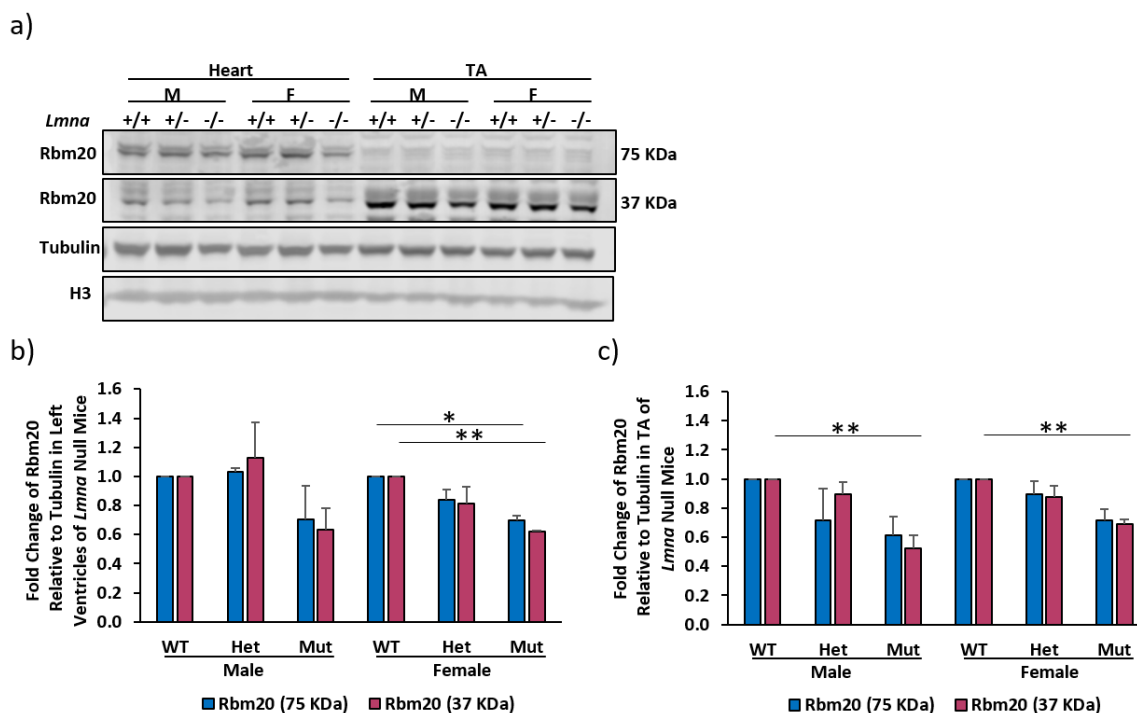 a)
Heart TA
M F M F
Lmna +/+ +/- -/- +/+ +/- -/- +/+ +/- -/- +/+ +/- -/-
Rbm20 75 KDa
Rbm20 37 KDa
Tubulin
H3
b)
Fold Change of Rbm20
Relative to Tubulin in Left
Ventricles of Lmna Null Mice
1.6
1.4
1.2
1.0
0.8
0.6
0.4
0.2
0.0
*
**
WT Het Mut WT Het Mut
Male Female
Rbm20 (75 KDa) Rbm20 (37 KDa)
c)
Fold Change of Rbm20
Relative to Tubulin in TA of
Lmna Null Mice
1.6
1.4
1.2
1.0
0.8
0.6
0.4
0.2
0.0
** **
WT Het Mut WT Het Mut
Male Female
Rbm20 (75 KDa) Rbm20 (37 KDa)